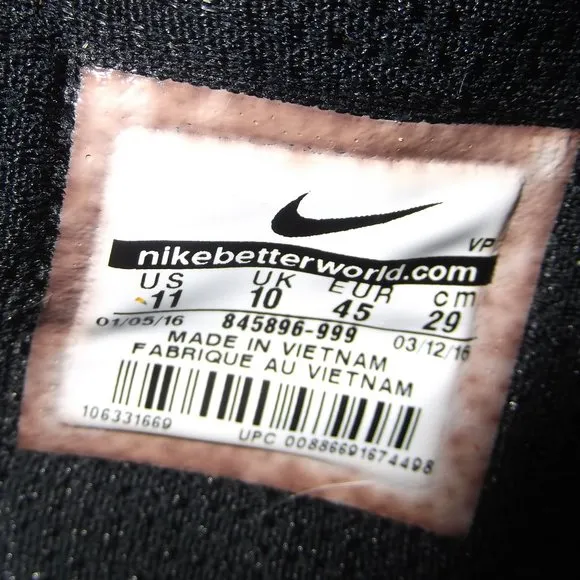 VP
nikebetterworld.com
US UK EUR cm
11 10 45 29
01/05/16 845896-999 03/12/16
MADE IN VIETNAM
FABRIQUE AU VIETNAM
106331669 UPC 00886691674498